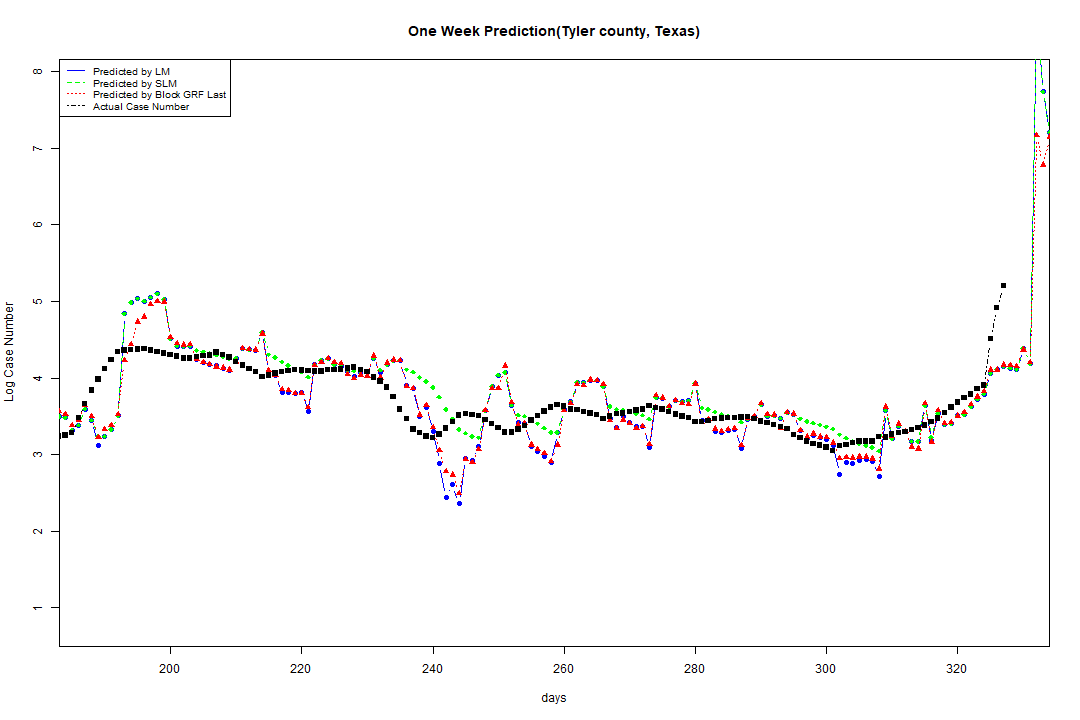 One Week Prediction(Tyler county, Texas)
Predicted by LM
Predicted by SLM
Predicted by Block GRF Last
Actual Case Number
Log Case Number
8
7
6
5
4
3
2
1
200 220 240 260 280 300 320
days